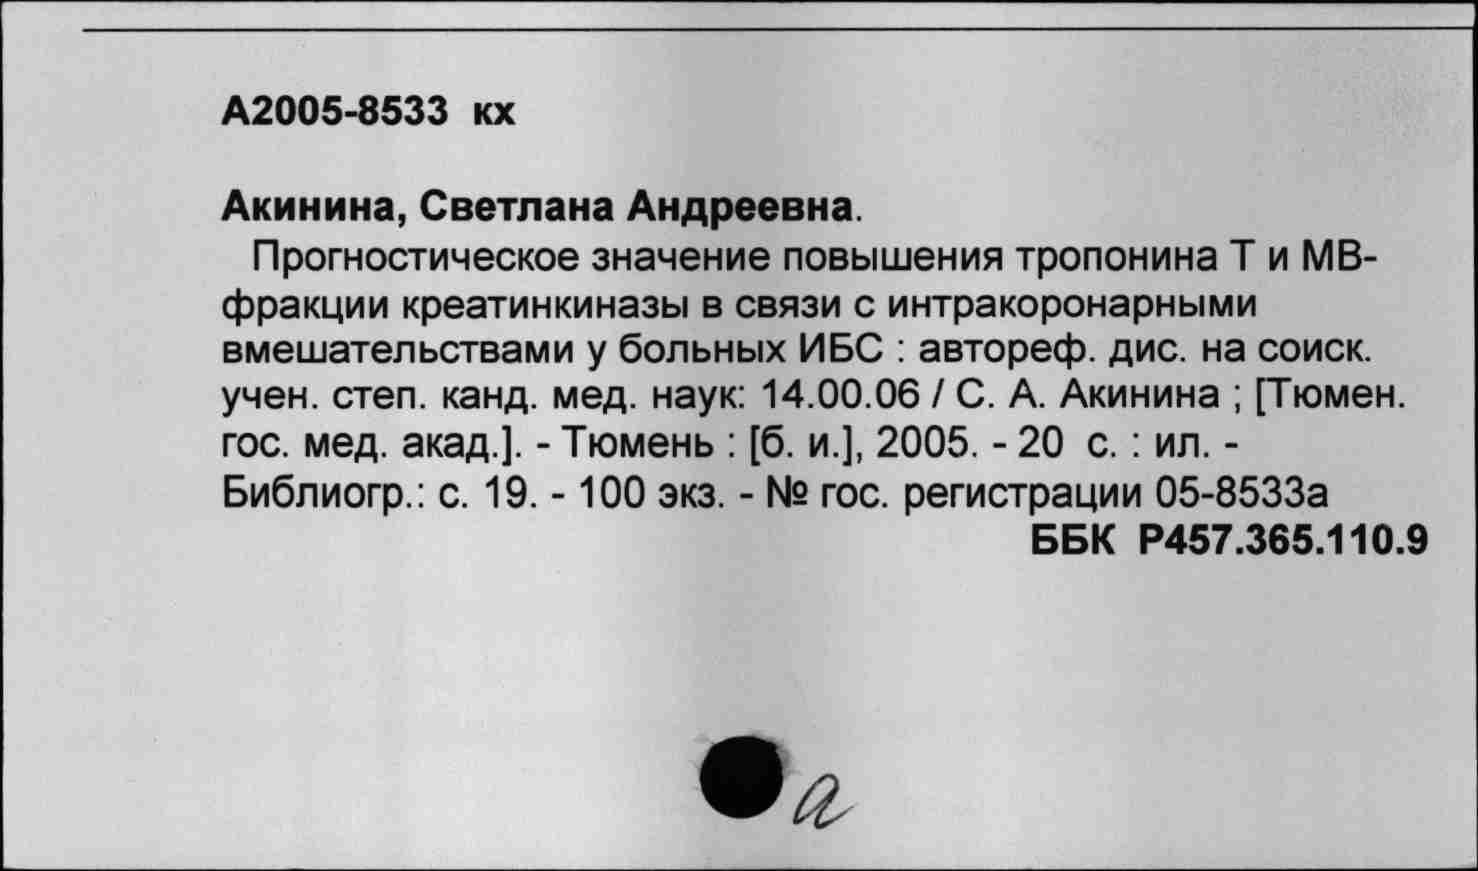 А2005-8533 кх
Акинина, Светлана Андреевна.
Прогностическое значение повышения тропонина Т и МВ-
фракции креатинкиназы в связи с интракоронарными
вмешательствами у больных ИБС : автореф. дис. на соиск.
учен. степ. канд. мед. наук: 14.00.06 / С. А. Акинина ; [Тюмен.
гос. мед. акад.]. - Тюмень : [б. и.], 2005. - 20 с. : ил. -
Библиогр.: с. 19. - 100 экз. - № гос. регистрации 05-8533а
ББК Р457.365.110.9
а